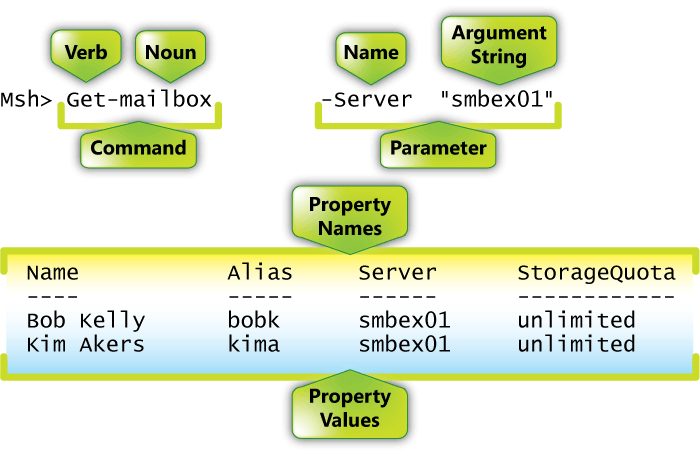 Verb Noun Name Argument String
Msh> Get-mailbox -Server "smbex01"
Command Parameter
Property Names
Name Alias Server StorageQuota
---- ----- ------ ------------
Bob Kelly bobk smbex01 unlimited
Kim Akers kima smbex01 unlimited
Property Values